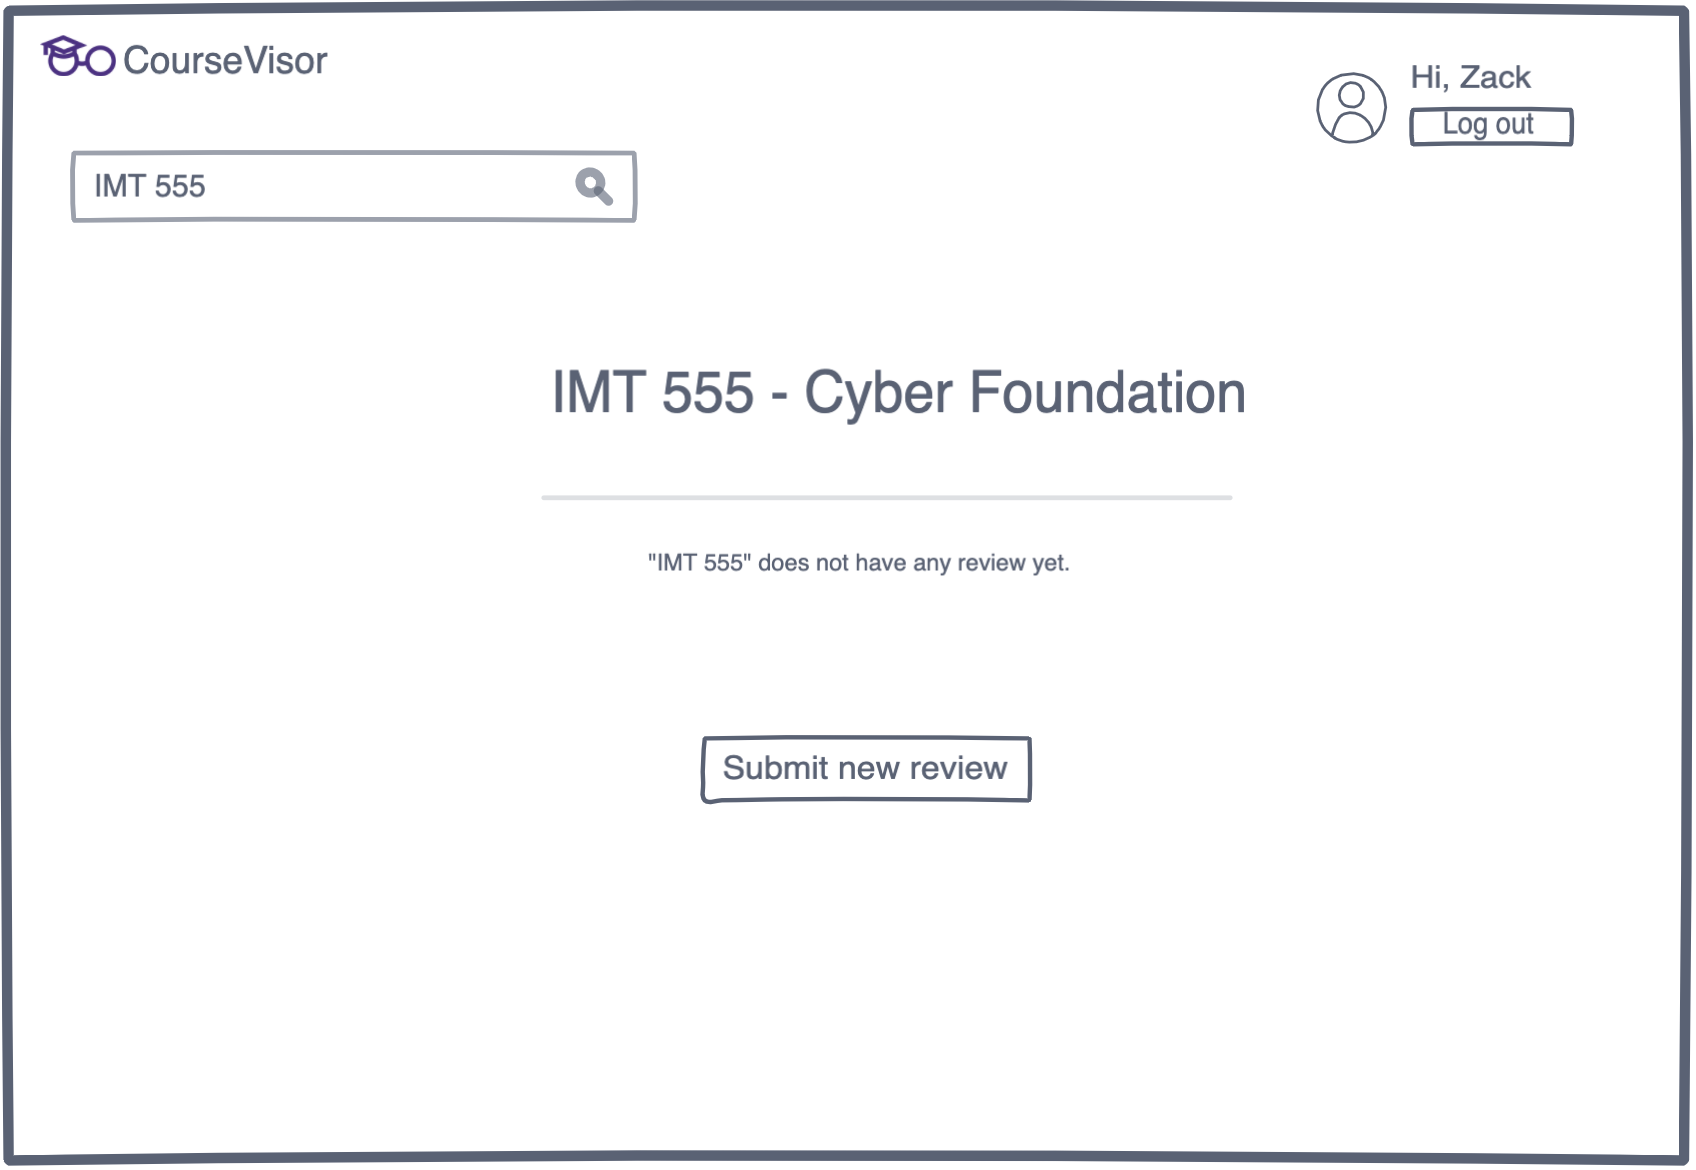 CourseVisor
Hi, Zack
Log out
IMT 555
IMT 555 - Cyber Foundation
"IMT 555" does not have any review yet.
Submit new review